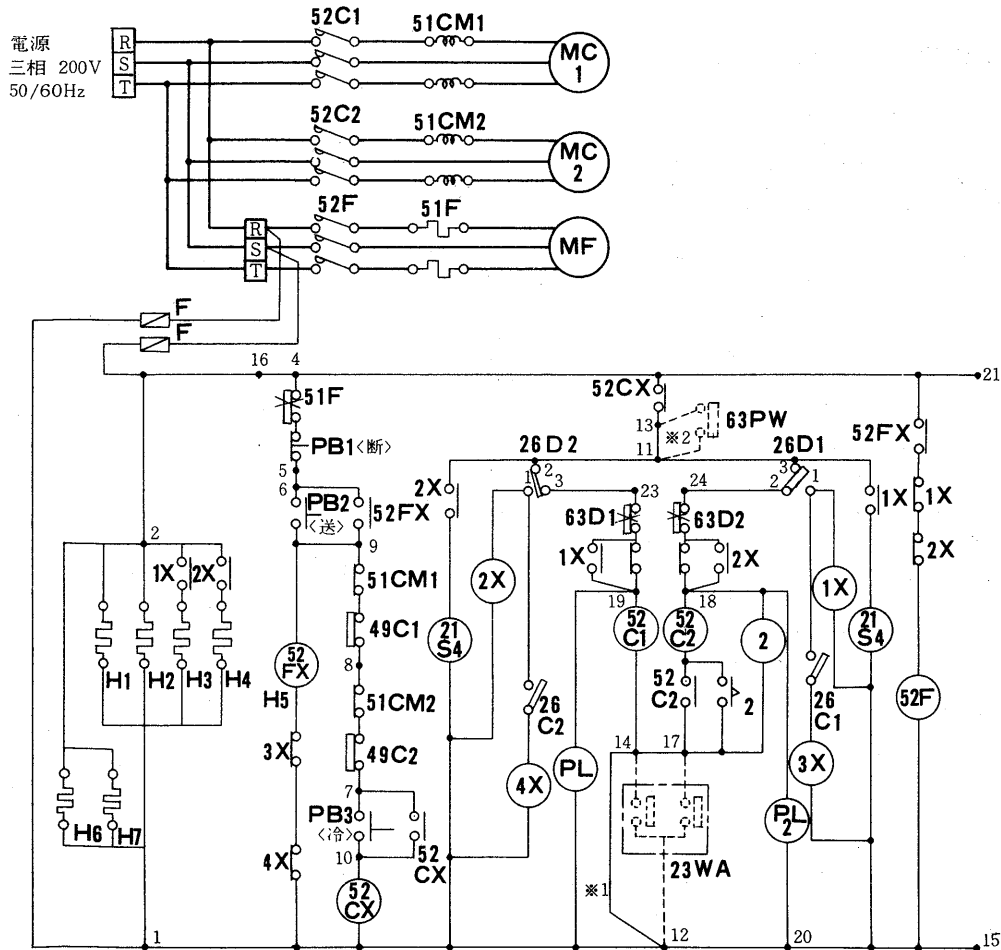 電源
三相 200V
50/60Hz
R
S
T
52C1
51CM1
MC
1
52C2
51CM2
MC
2
52F
51F
R
S
T
MF
F
F
16
4
21
51F
52CX
63PW
PB1〈断〉
13
※2
52FX
26D2
11
26D1
5
6
PB2
〈送〉
52FX
2X
1
2
3
23
24
3
2
1
1X
1X
63D1
63D2
2
9
1X
2X
2X
1X
2X
51CM1
2X
1X
49C1
19
18
52
C1
52
C2
2
21
S4
21
S4
8
H1
H2
H3
H4
52
FX
H5
51CM2
26
C2
52
C2
2
26
C1
52F
3X
49C2
14
17
7
PL
3X
4X
H6
H7
PB3
〈冷〉
PL
2
4X
10
52
CX
23WA
52
CX
※1
1
12
20
15